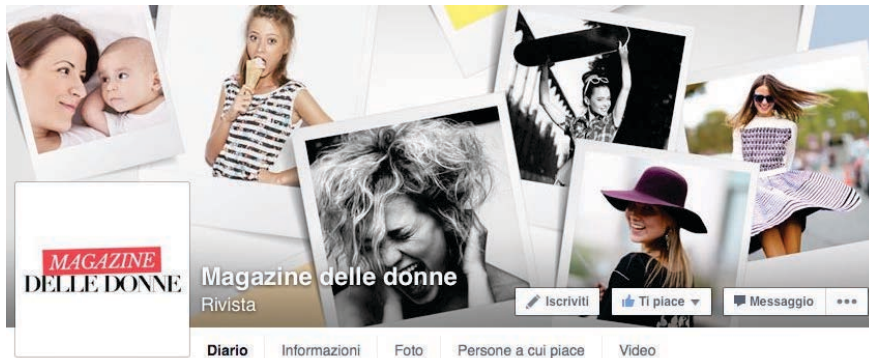 MAGAZINE
DELLE DONNE
Magazine delle donne
Rivista
Iscriviti
Ti piace
Messaggio
Diario Informazioni Foto Persone a cui piace Video